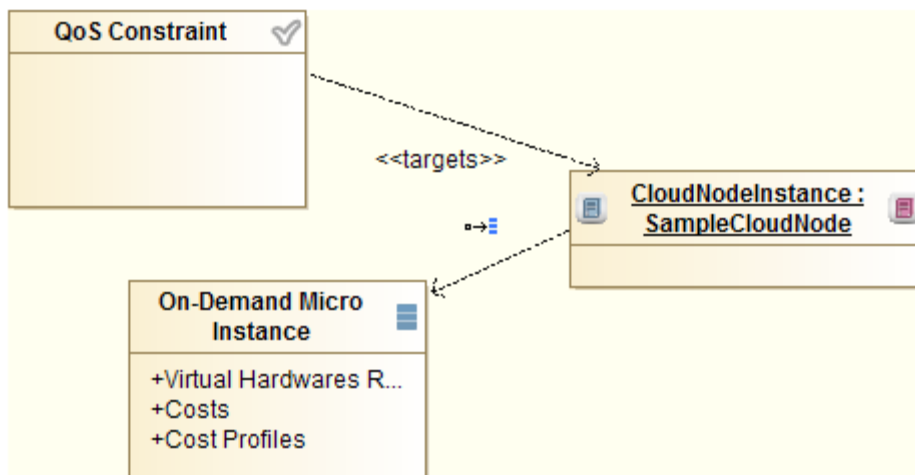 QoS Constraint
<<targets>>
CloudNodeInstance :
SampleCloudNode
On-Demand Micro
Instance
+Virtual Hardwares R...
+Costs
+Cost Profiles